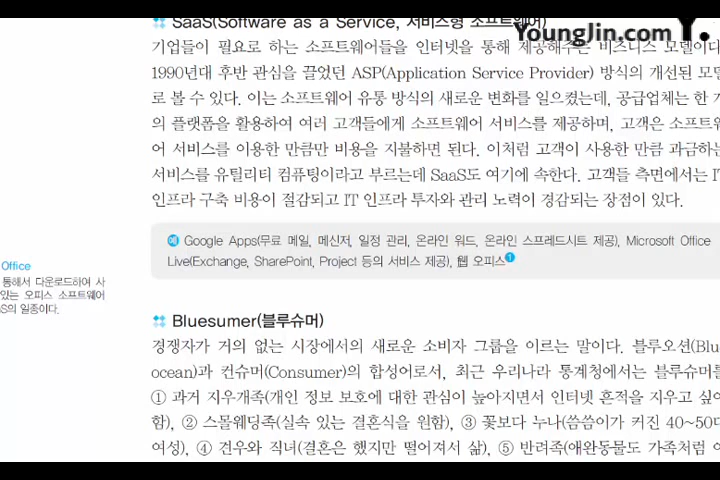 SaaS(Software as a Service, 서비스형 소프트웨어)
YoungJin.com Y.
기업들이 필요로 하는 소프트웨어들을 인터넷을 통해 제공해주는 비즈니스 모델이다
1990년대 후반 관심을 끌었던 ASP(Application Service Provider) 방식의 개선된 모델
로 볼 수 있다. 이는 소프트웨어 유통 방식의 새로운 변화를 일으켰는데, 공급업체는 한 개
의 플랫폼을 활용하여 여러 고객들에게 소프트웨어 서비스를 제공하며, 고객은 소프트웨
어 서비스를 이용한 만큼만 비용을 지불하면 된다. 이처럼 고객이 사용한 만큼 과금하는
서비스를 유틸리티 컴퓨팅이라고 부르는데 SaaS도 여기에 속한다. 고객들 측면에서는 IT
인프라 구축 비용이 절감되고 IT 인프라 투자와 관리 노력이 경감되는 장점이 있다.
예 Google Apps(무료 메일, 메신저, 일정 관리, 온라인 워드, 온라인 스프레드시트 제공), Microsoft Office
Live(Exchange, SharePoint, Project 등의 서비스 제공), 웹 오피스1
Office
통해서 다운로드하여 사
있는 오피스 소프트웨어
S의 일종이다.
Bluesumer(블루슈머)
경쟁자가 거의 없는 시장에서의 새로운 소비자 그룹을 이르는 말이다. 블루오션(Blue
ocean)과 컨슈머(Consumer)의 합성어로서, 최근 우리나라 통계청에서는 블루슈머를
① 과거 지우개족(개인 정보 보호에 대한 관심이 높아지면서 인터넷 흔적을 지우고 싶어
함), ② 스몰웨딩족(실속 있는 결혼식을 원함), ③ 꽃보다 누나(씀씀이가 커진 40~50대
여성), ④ 견우와 직녀(결혼은 했지만 떨어져서 삶), ⑤ 반려족(애완동물도 가족처럼 여